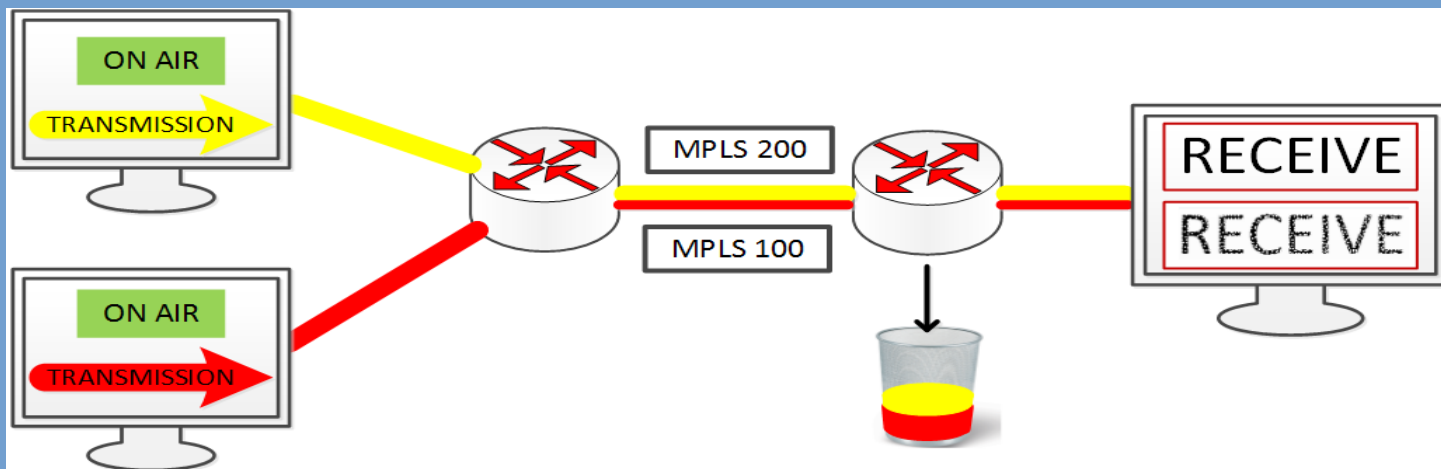 ON AIR
TRANSMISSION
MPLS 200
RECEIVE
RECEIVE
MPLS 100
ON AIR
TRANSMISSION